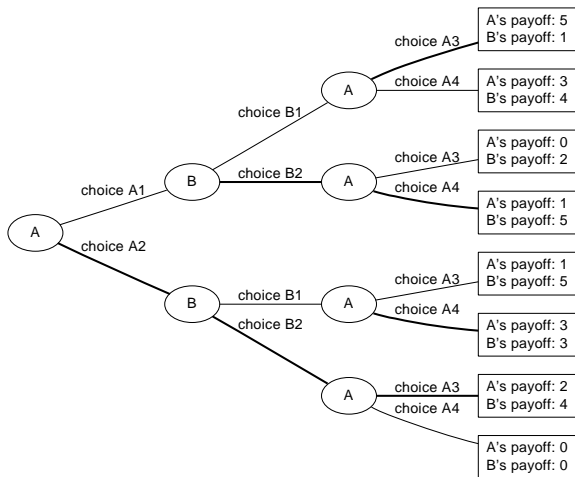 A's payoff: 5
B's payoff: 1
choice A3
A
choice A4
A's payoff: 3
B's payoff: 4
choice B1
A's payoff: 0
B's payoff: 2
choice A3
choice B2
choice A1
B
A
choice A4
A's payoff: 1
B's payoff: 5
A
choice A2
A's payoff: 1
B's payoff: 5
choice A3
choice B1
B
A
choice A4
choice B2
A's payoff: 3
B's payoff: 3
choice A3
A's payoff: 2
B's payoff: 4
A
choice A4
A's payoff: 0
B's payoff: 0